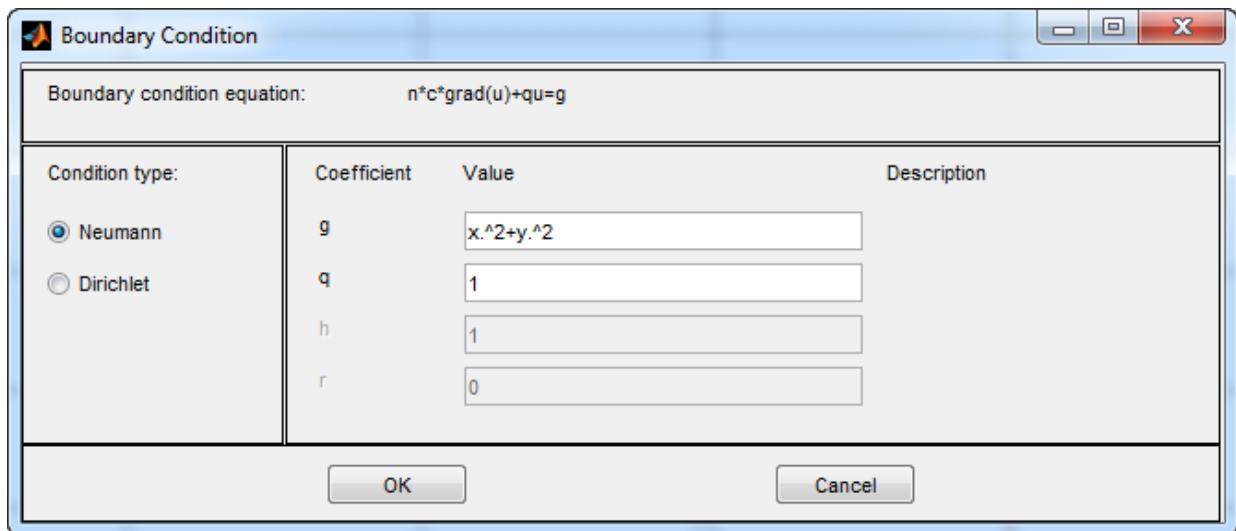 Boundary Condition
Boundary condition equation: n*c*grad(u)+qu=g
Condition type:
Neumann
Dirichlet
Coefficient Value Description
g x.^2+y.^2
q 1
h 1
r 0
OK Cancel